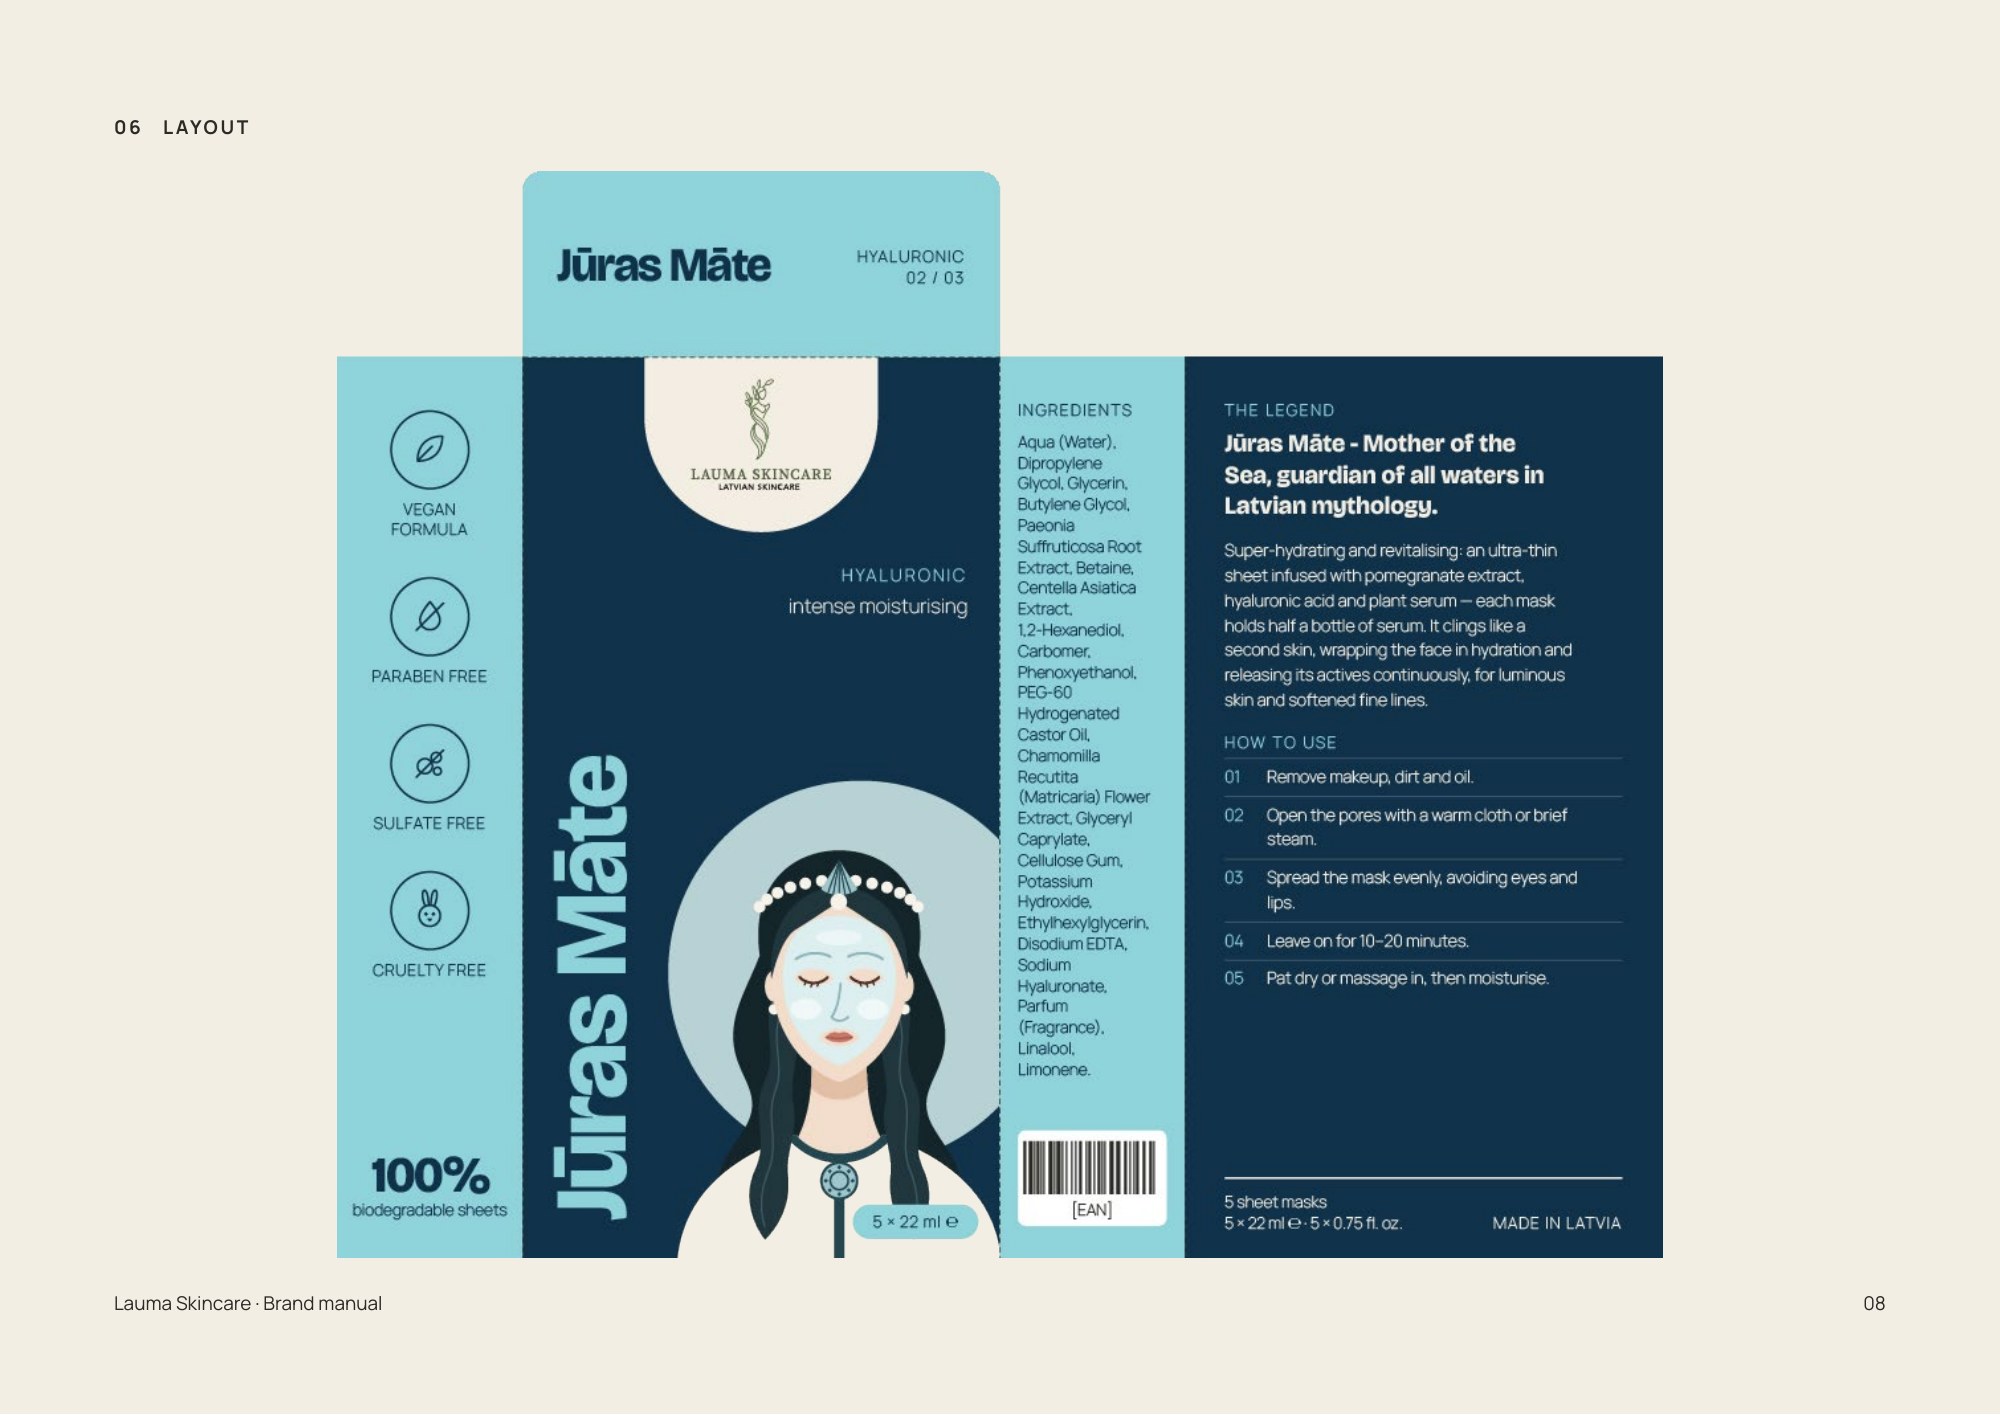 06 LAYOUT
Jūras Māte
HYALURONIC
02 / 03
VEGAN
FORMULA
PARABEN FREE
SULFATE FREE
CRUELTY FREE
100%
biodegradable sheets
LAUMA SKINCARE
LATVIAN SKINCARE
HYALURONIC
intense moisturising
Jūras Māte
5 × 22 ml ℮
INGREDIENTS
Aqua (Water),
Dipropylene
Glycol, Glycerin,
Butylene Glycol,
Paeonia
Suffruticosa Root
Extract, Betaine,
Centella Asiatica
Extract,
1,2-Hexanediol,
Carbomer,
Phenoxyethanol,
PEG-60
Hydrogenated
Castor Oil,
Chamomilla
Recutita
(Matricaria) Flower
Extract, Glyceryl
Caprylate,
Cellulose Gum,
Potassium
Hydroxide,
Ethylhexylglycerin,
Disodium EDTA,
Sodium
Hyaluronate,
Parfum
(Fragrance),
Linalool,
Limonene.
[EAN]
THE LEGEND
Jūras Māte - Mother of the
Sea, guardian of all waters in
Latvian mythology.
Super-hydrating and revitalising: an ultra-thin
sheet infused with pomegranate extract,
hyaluronic acid and plant serum — each mask
holds half a bottle of serum. It clings like a
second skin, wrapping the face in hydration and
releasing its actives continuously, for luminous
skin and softened fine lines.
HOW TO USE
01 Remove makeup, dirt and oil.
02 Open the pores with a warm cloth or brief
steam.
03 Spread the mask evenly, avoiding eyes and
lips.
04 Leave on for 10–20 minutes.
05 Pat dry or massage in, then moisturise.
5 sheet masks
5 × 22 ml ℮ · 5 × 0.75 fl. oz.
MADE IN LATVIA
Lauma Skincare · Brand manual
08